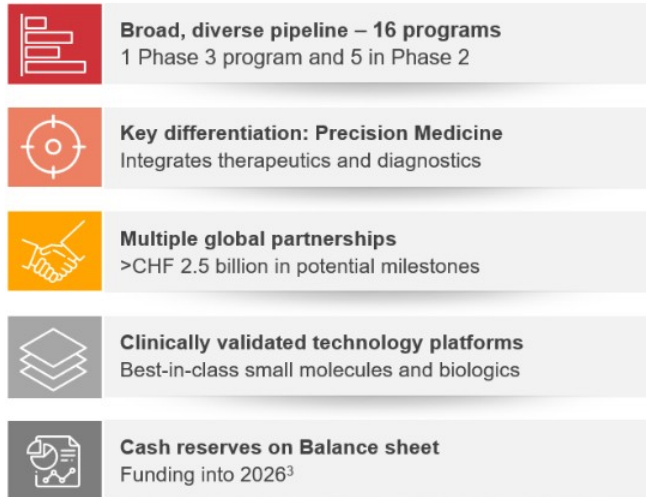 Broad, diverse pipeline – 16 programs
1 Phase 3 program and 5 in Phase 2
Key differentiation: Precision Medicine
Integrates therapeutics and diagnostics
Multiple global partnerships
>CHF 2.5 billion in potential milestones
Clinically validated technology platforms
Best-in-class small molecules and biologics
Cash reserves on Balance sheet
Funding into 2026³